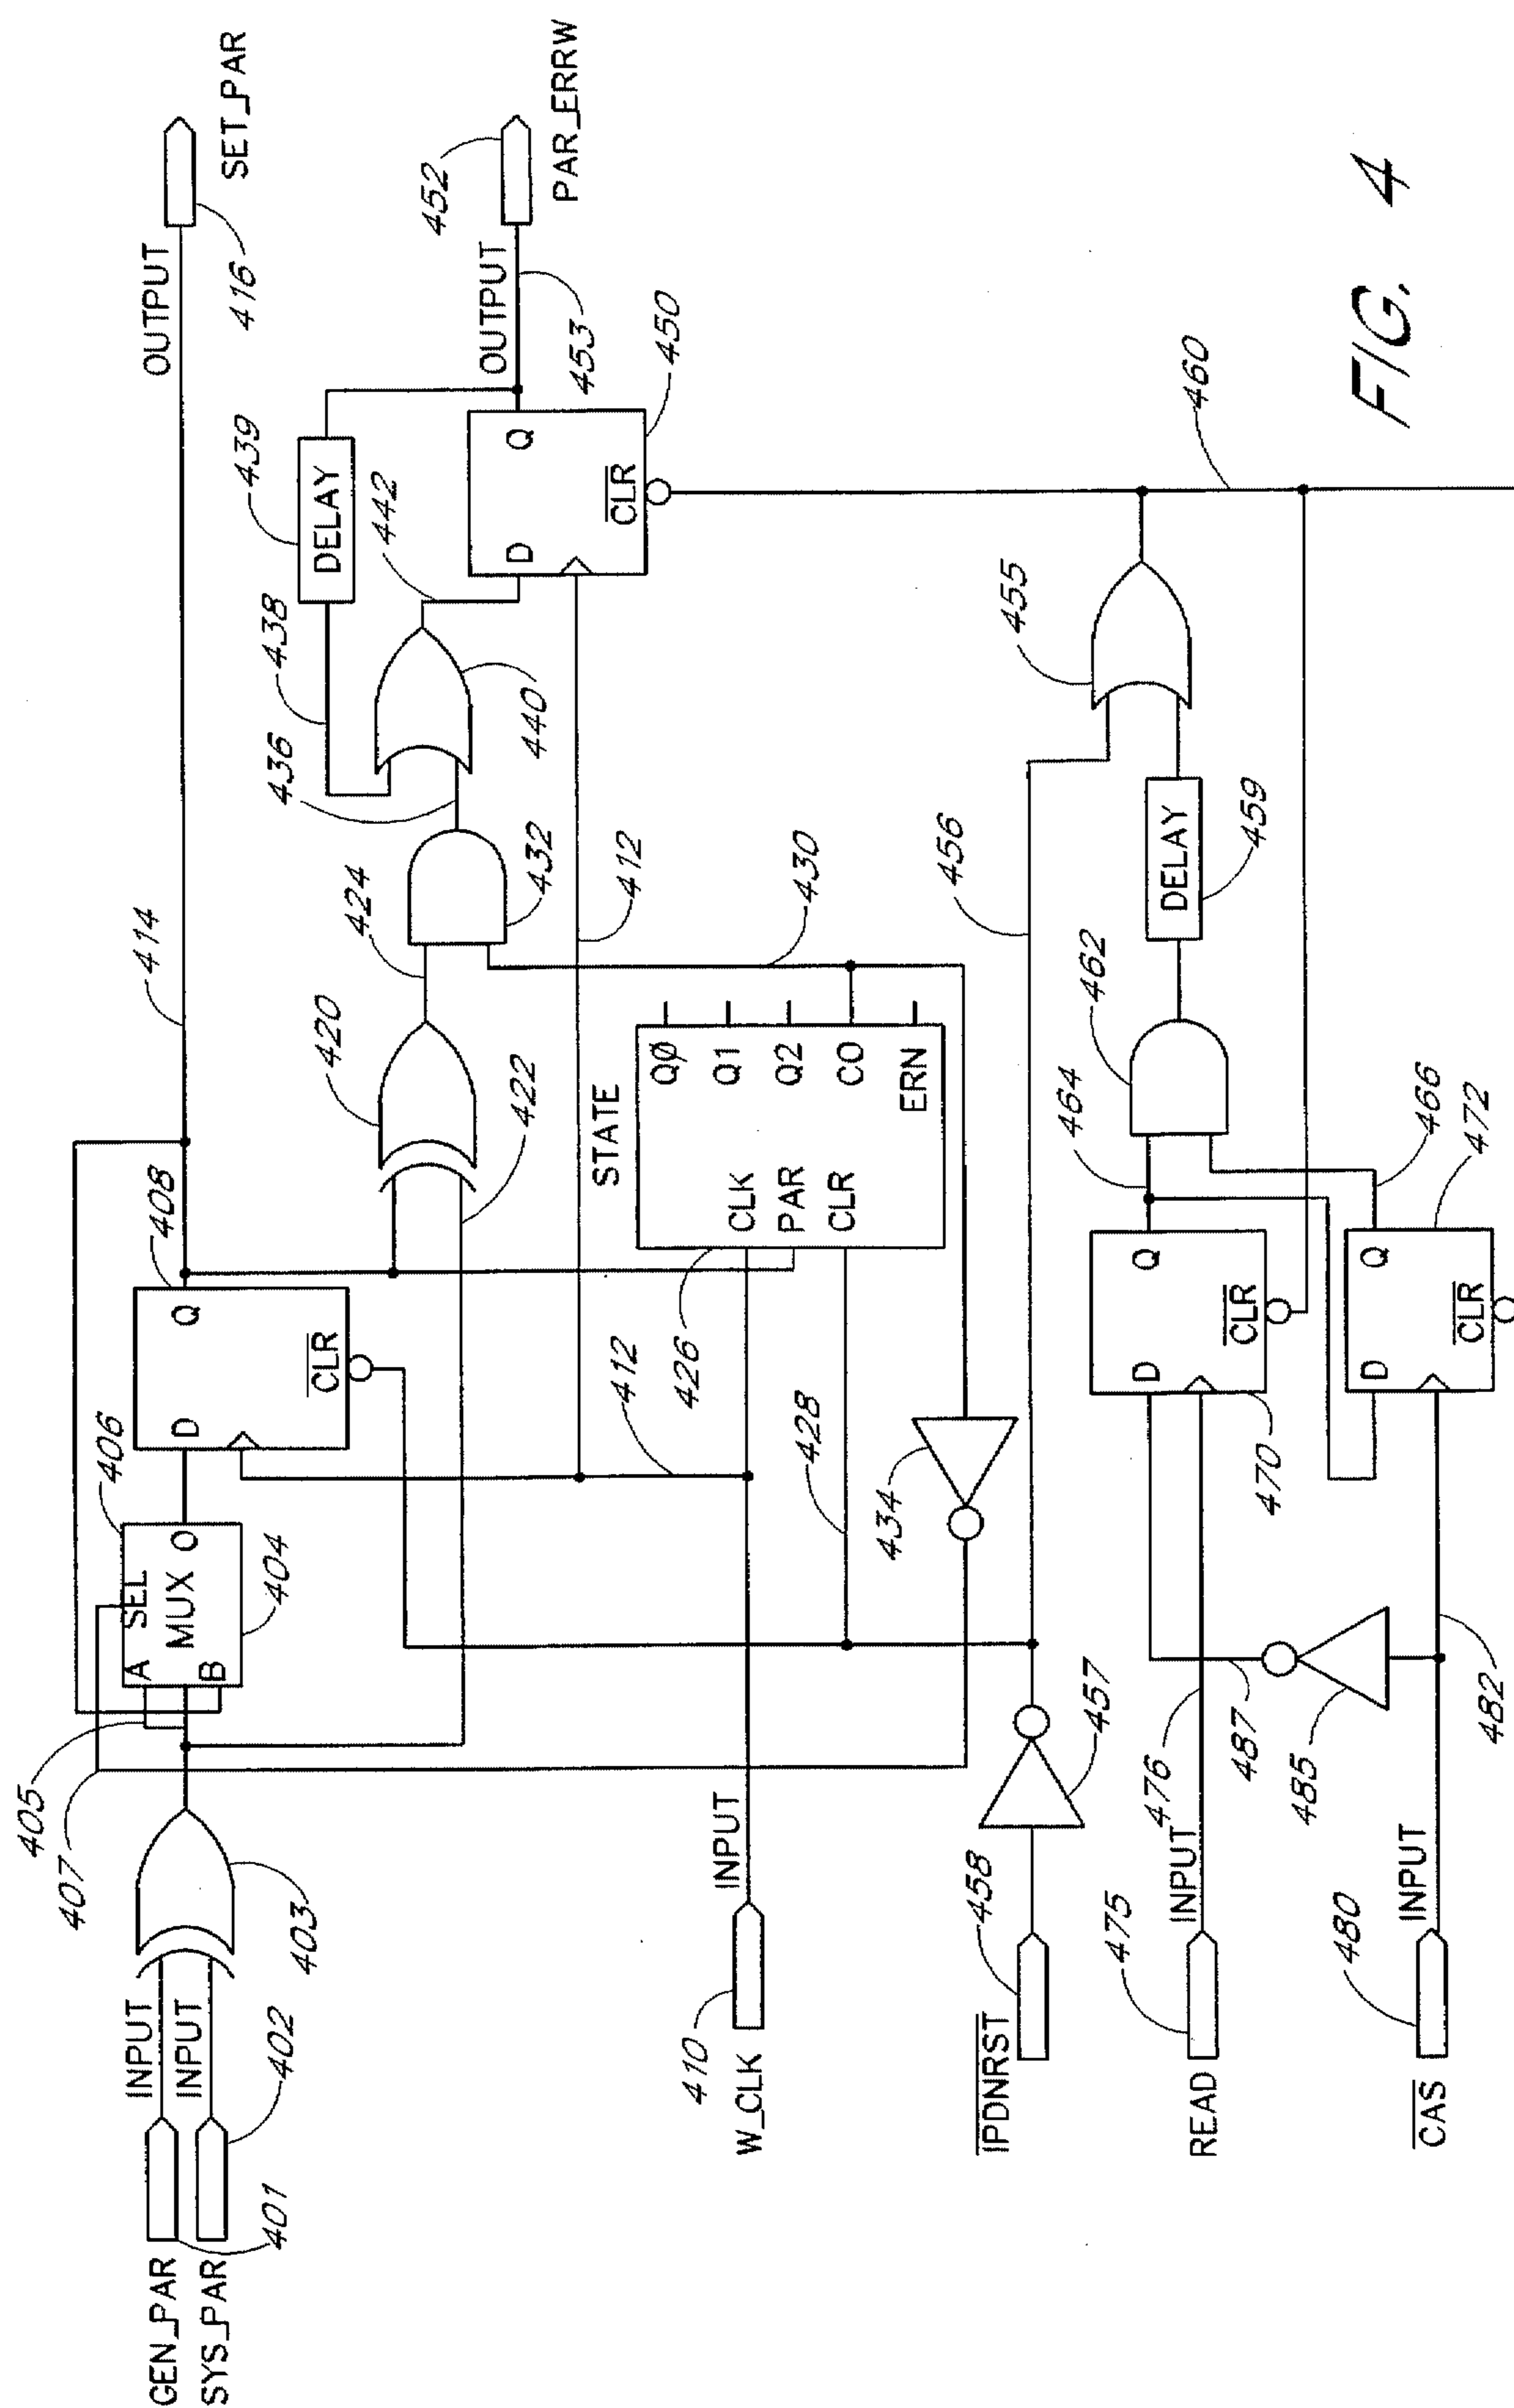 OUTPUT
SET_PAR
416
414
408
406
SEL
MUX
A
B
O
404
405
407
GEN_PAR
SYS_PAR
INPUT
INPUT
401
402
403
D
Q
CLR
420
422
424
432
436
438
439
DELAY
440
442
D
Q
CLR
OUTPUT
452
PAR_ERRW
453
450
412
412
STATE
CLK
PAR
CLR
QØ
Q1
Q2
CO
ERN
426
428
430
434
W_CLK
410
INPUT
IPDNRST
458
457
456
455
DELAY
459
460
462
464
466
D
Q
CLR
470
D
Q
CLR
472
READ
475
INPUT
476
487
485
CAS
480
INPUT
482
FIG. 4